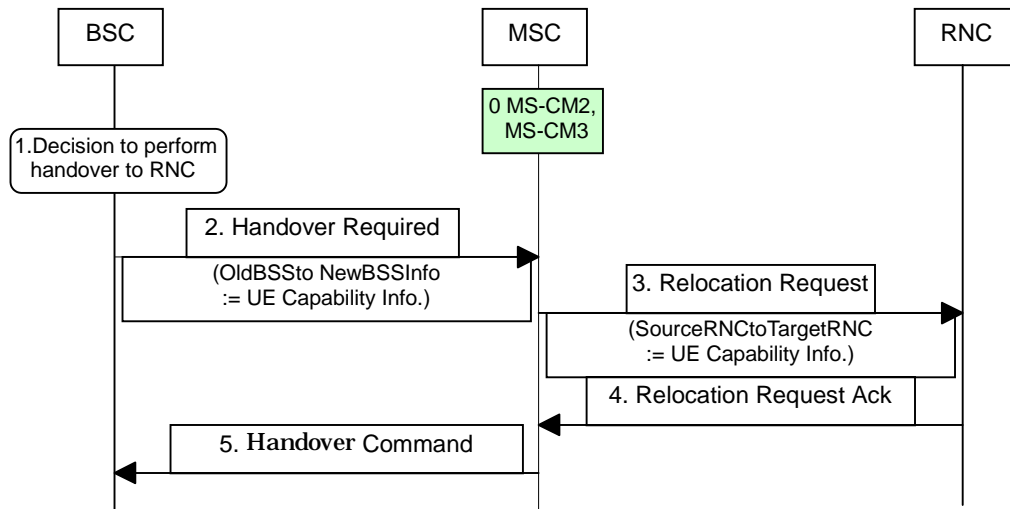 BSC
MSC
RNC
0 MS-CM2,
MS-CM3
1.Decision to perform
handover to RNC
2. Handover Required
(OldBSSto NewBSSInfo
:= UE Capability Info.)
3. Relocation Request
(SourceRNCtoTargetRNC
:= UE Capability Info.)
4. Relocation Request Ack
5. Handover Command